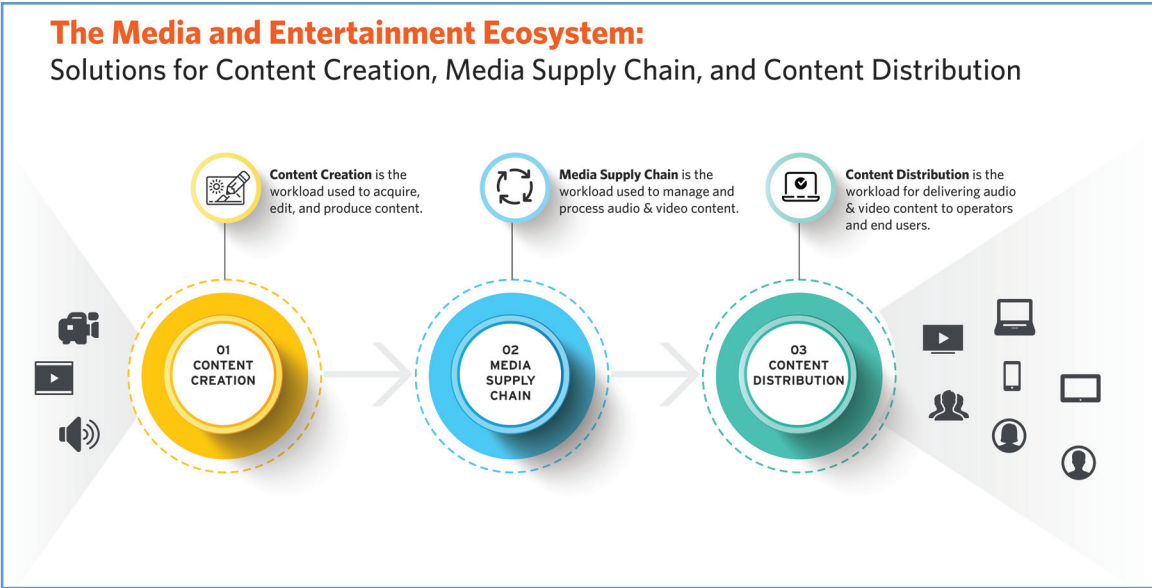 The Media and Entertainment Ecosystem:
Solutions for Content Creation, Media Supply Chain, and Content Distribution
Content Creation is the
workload used to acquire,
edit, and produce content.
Media Supply Chain is the
workload used to manage and
process audio & video content.
Content Distribution is the
workload for delivering audio
& video content to operators
and end users.
01
CONTENT
CREATION
02
MEDIA
SUPPLY
CHAIN
03
CONTENT
DISTRIBUTION